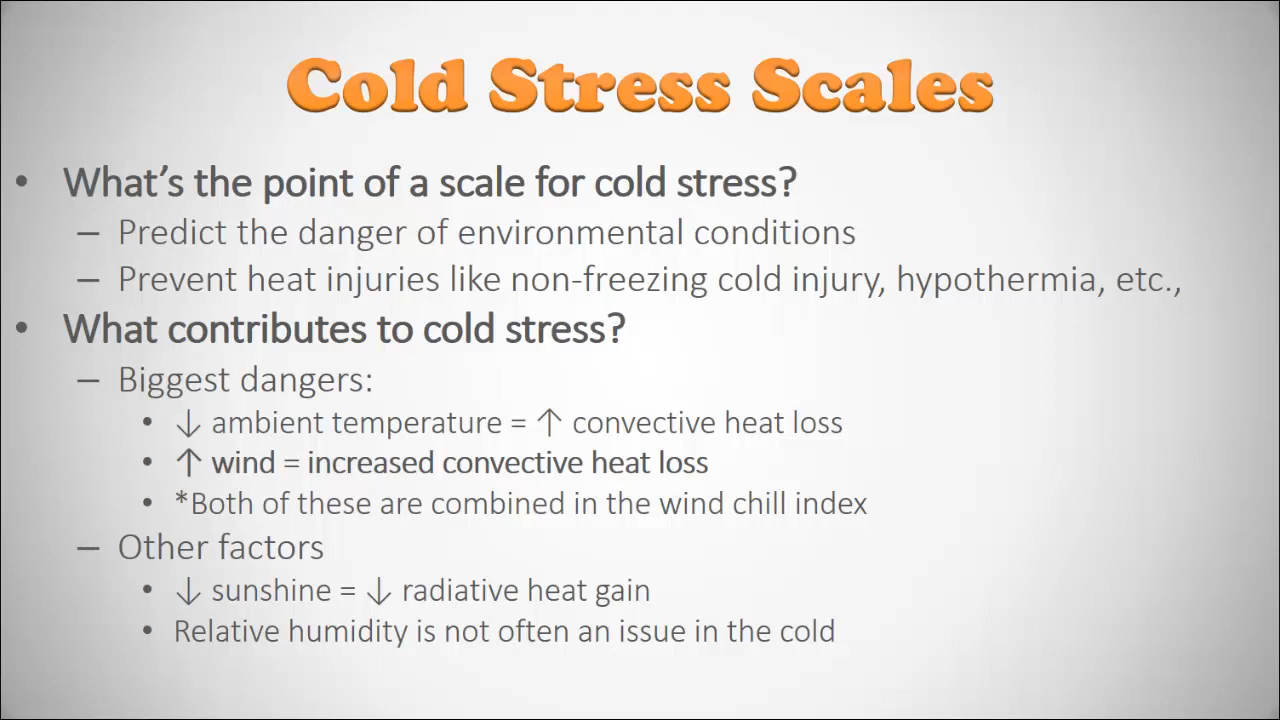 Cold Stress Scales
• What’s the point of a scale for cold stress?
– Predict the danger of environmental conditions
– Prevent heat injuries like non-freezing cold injury, hypothermia, etc.,
• What contributes to cold stress?
– Biggest dangers:
• ↓ ambient temperature = ↑ convective heat loss
• ↑ wind = increased convective heat loss
• *Both of these are combined in the wind chill index
– Other factors
• ↓ sunshine = ↓ radiative heat gain
• Relative humidity is not often an issue in the cold